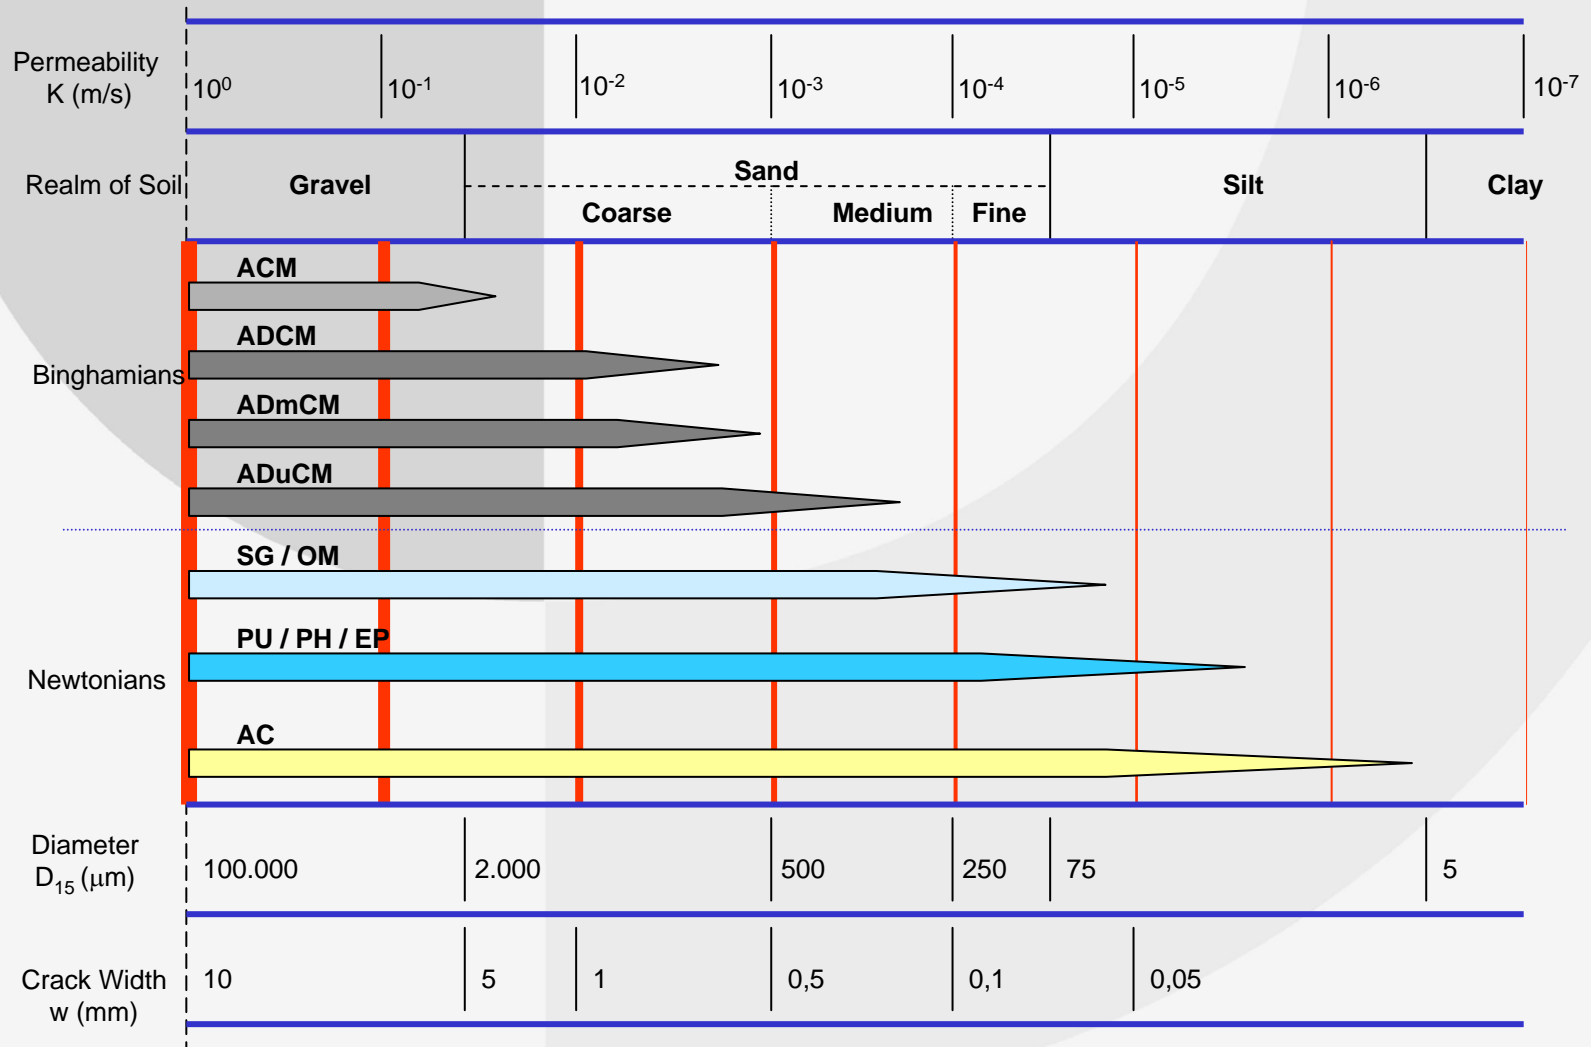 Permeability
K (m/s)
10⁰ 10⁻¹ 10⁻² 10⁻³ 10⁻⁴ 10⁻⁵ 10⁻⁶ 10⁻⁷
Realm of Soil
Gravel Sand Silt Clay
Coarse Medium Fine
ACM
ADCM
Binghamians
ADmCM
ADuCM
SG / OM
PU / PH / EP
Newtonians
AC
Diameter
D₁₅ (μm)
100.000 2.000 500 250 75 5
Crack Width
w (mm)
10 5 1 0,5 0,1 0,05